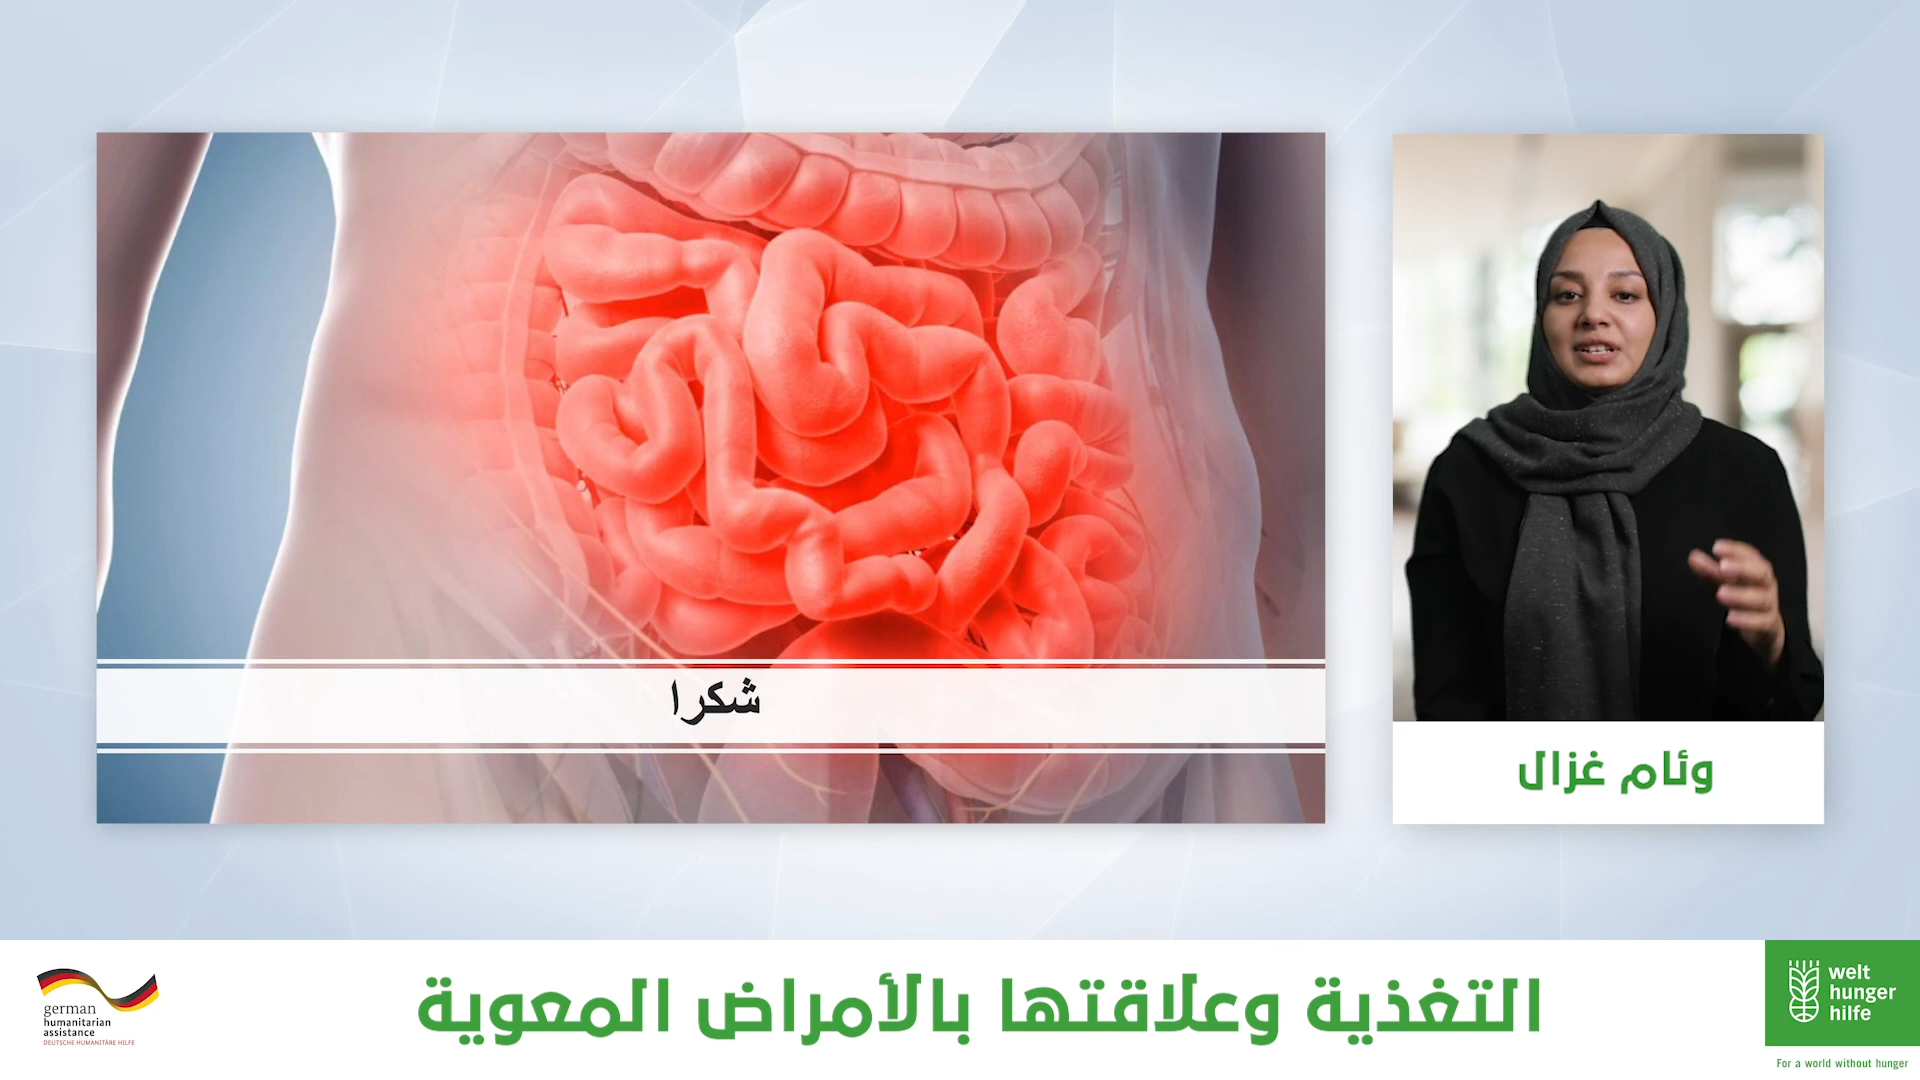 شكرا
وئام غزال
التغذية وعلاقتها بالأمراض المعوية
german
humanitarian
assistance
DEUTSCHE HUMANITÄRE HILFE
welt
hunger
hilfe
For a world without hunger